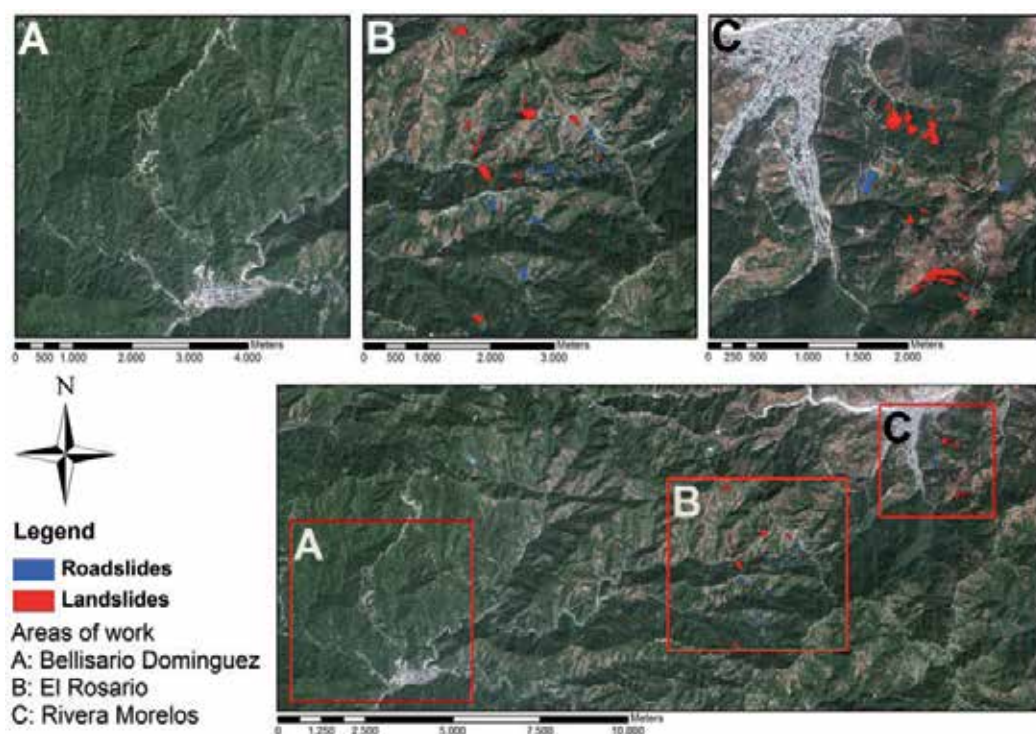 A
B
C
Meters
0 500 1.000 2.000 3.000 4.000
Meters
0 500 1.000 2.000 3.000
Meters
0 250 500 1.000 1.500 2.000
N
Legend
Roadslides
Landslides
Areas of work
A: Bellisario Dominguez
B: El Rosario
C: Rivera Morelos
A
B
C
Meters
0 1.250 2.500 5.000 7.500 10.000